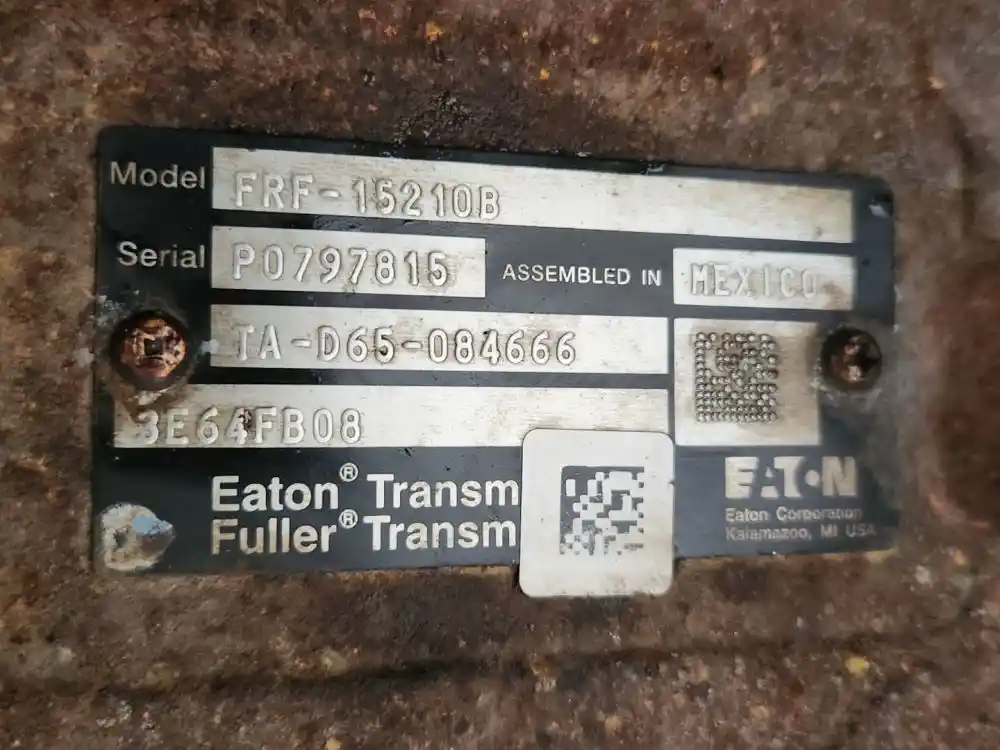 Model FRF-15210B
Serial P0797815 ASSEMBLED IN MEXICO
TA-D65-084666
3E64FB08
Eaton® Transm
Fuller® Transm
EATON
Eaton Corporation
Kalamazoo, MI USA